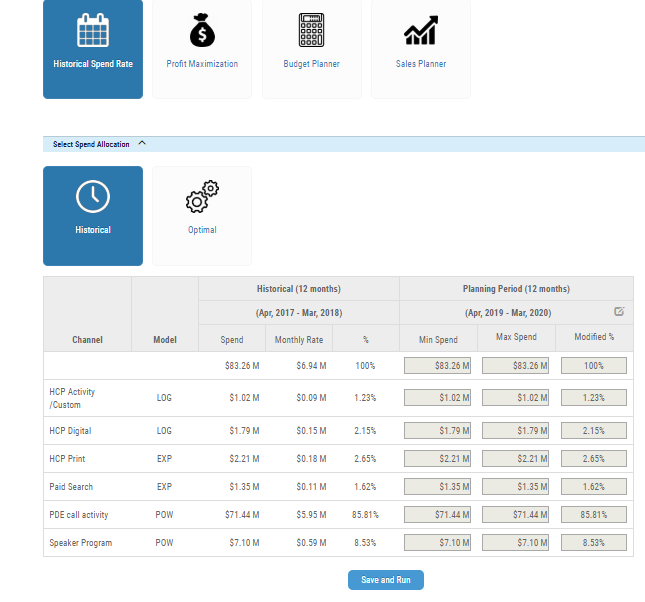 Historical Spend Rate
Profit Maximization
Budget Planner
Sales Planner
Select Spend Allocation
Historical
Optimal
Historical (12 months) Planning Period (12 months)
(Apr, 2017 - Mar, 2018) (Apr, 2019 - Mar, 2020)
Channel Model Spend Monthly Rate % Min Spend Max Spend Modified %
$83.26 M $6.94 M 100% $83.26 M $83.26 M 100%
HCP Activity
/Custom LOG $1.02 M $0.09 M 1.23% $1.02 M $1.02 M 1.23%
HCP Digital LOG $1.79 M $0.15 M 2.15% $1.79 M $1.79 M 2.15%
HCP Print EXP $2.21 M $0.18 M 2.65% $2.21 M $2.21 M 2.65%
Paid Search EXP $1.35 M $0.11 M 1.62% $1.35 M $1.35 M 1.62%
PDE call activity POW $71.44 M $5.95 M 85.81% $71.44 M $71.44 M 85.81%
Speaker Program POW $7.10 M $0.59 M 8.53% $7.10 M $7.10 M 8.53%
Save and Run